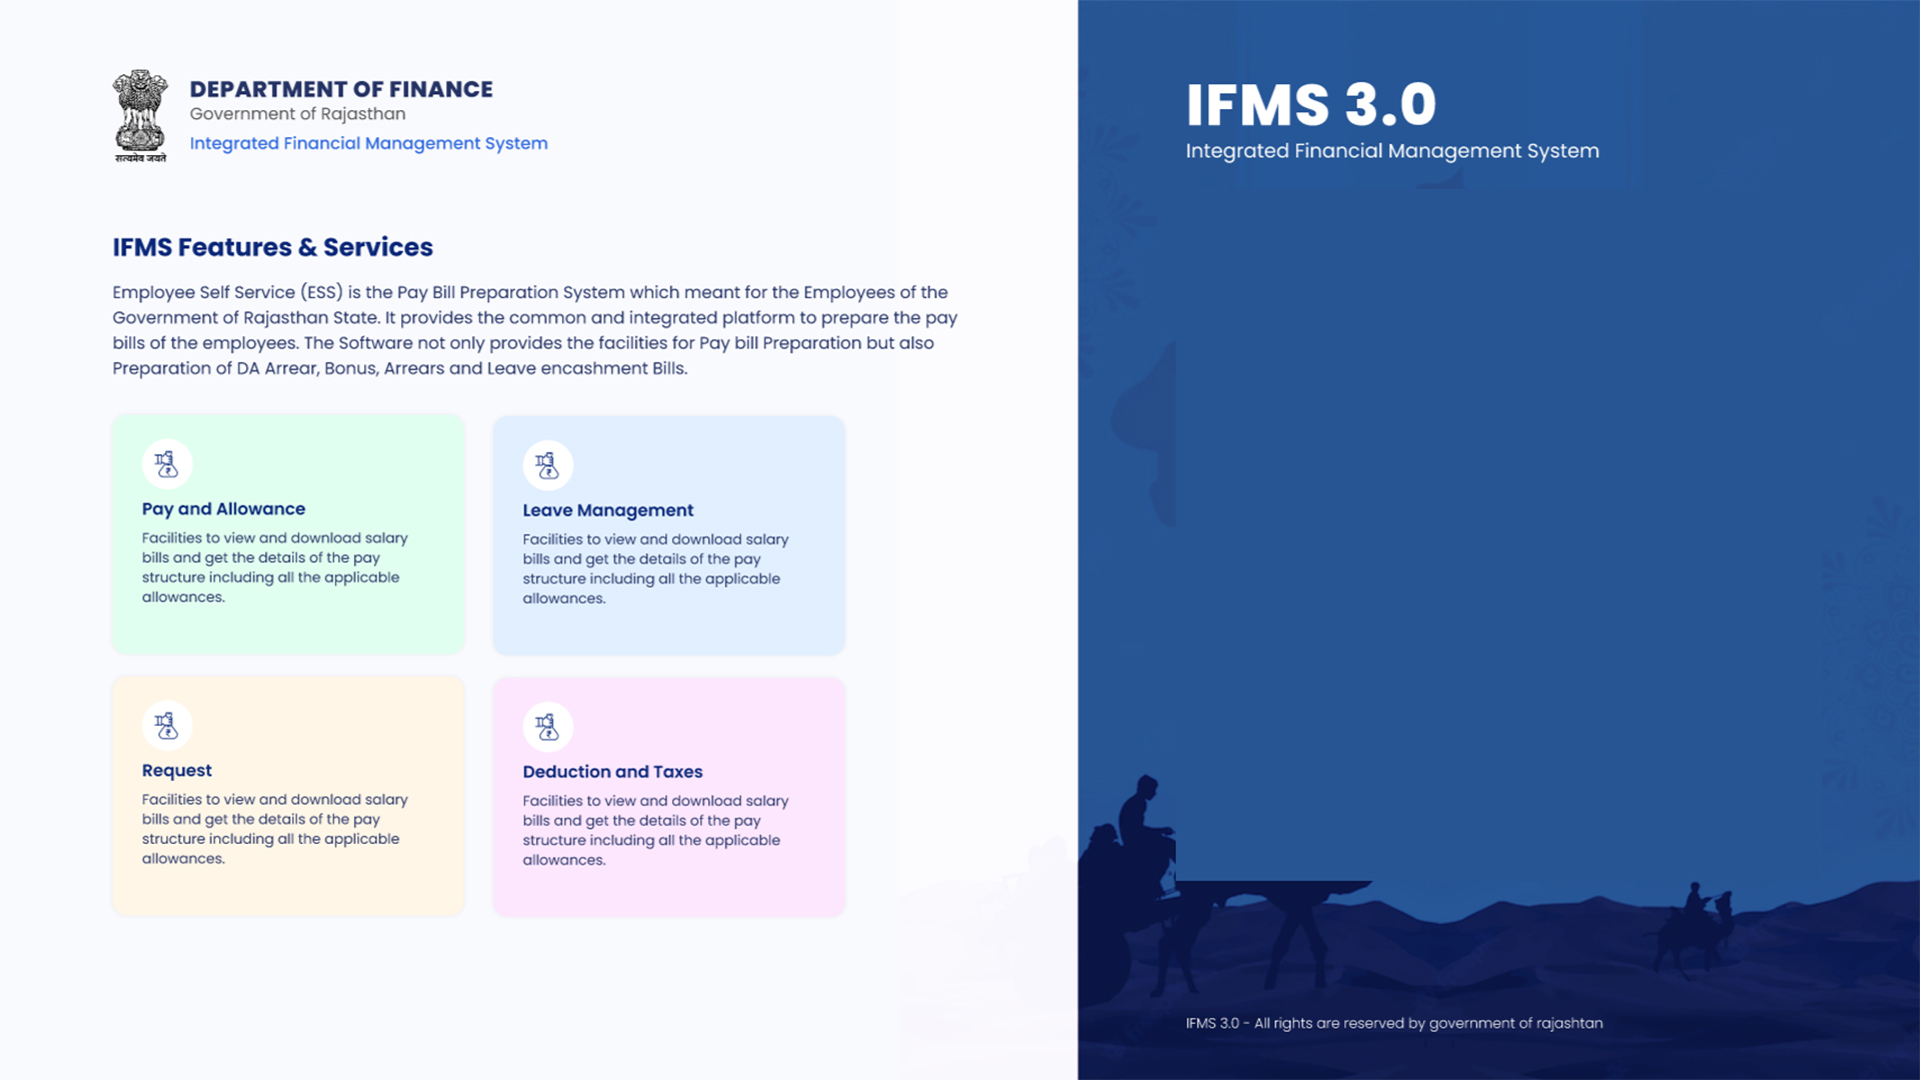 DEPARTMENT OF FINANCE
Government of Rajasthan
Integrated Financial Management System
सत्यमेव जयते
IFMS Features & Services
Employee Self Service (ESS) is the Pay Bill Preparation System which meant for the Employees of the
Government of Rajasthan State. It provides the common and integrated platform to prepare the pay
bills of the employees. The Software not only provides the facilities for Pay bill Preparation but also
Preparation of DA Arrear, Bonus, Arrears and Leave encashment Bills.
Pay and Allowance
Facilities to view and download salary
bills and get the details of the pay
structure including all the applicable
allowances.
Leave Management
Facilities to view and download salary
bills and get the details of the pay
structure including all the applicable
allowances.
Request
Facilities to view and download salary
bills and get the details of the pay
structure including all the applicable
allowances.
Deduction and Taxes
Facilities to view and download salary
bills and get the details of the pay
structure including all the applicable
allowances.
IFMS 3.0
Integrated Financial Management System
IFMS 3.0 - All rights are reserved by government of rajashtan